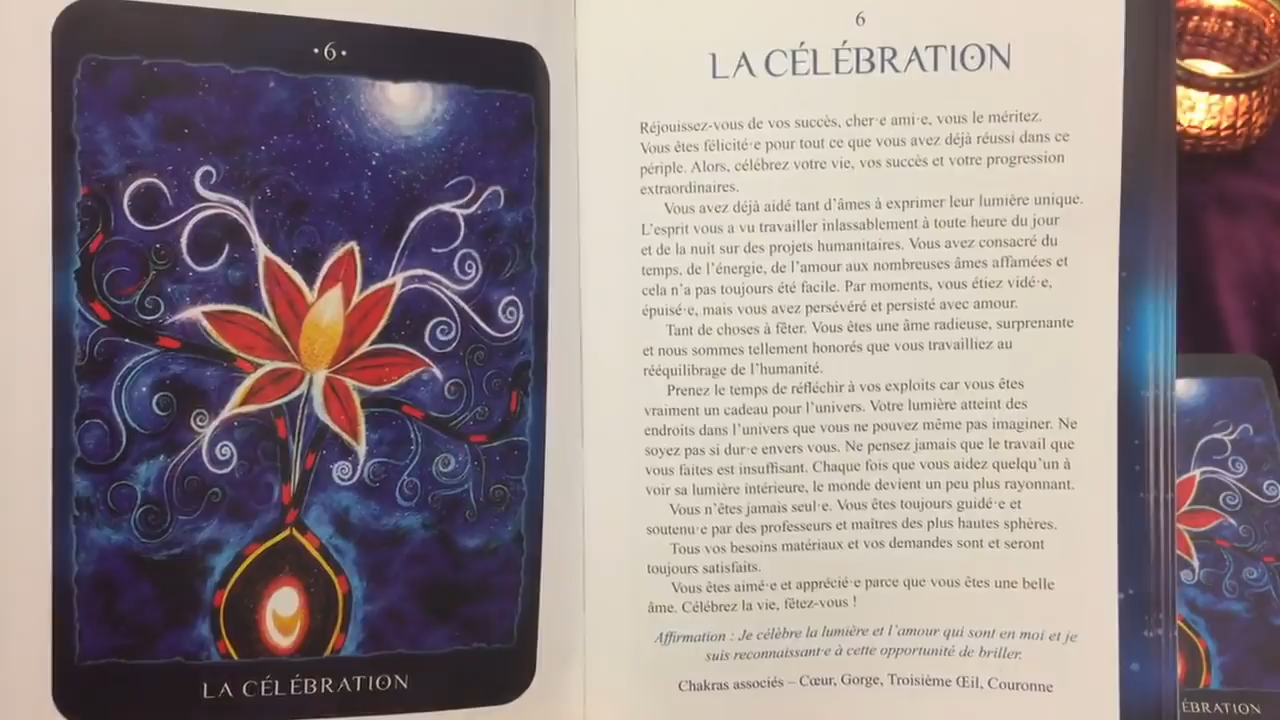 ·6·
LA CÉLÉBRATION
6
LA CÉLÉBRATION
Réjouissez-vous de vos succès, cher·e ami·e, vous le méritez.
Vous êtes félicité·e pour tout ce que vous avez déjà réussi dans ce
périple. Alors, célébrez votre vie, vos succès et votre progression
extraordinaires.
Vous avez déjà aidé tant d'âmes à exprimer leur lumière unique.
L'esprit vous a vu travailler inlassablement à toute heure du jour
et de la nuit sur des projets humanitaires. Vous avez consacré du
temps, de l'énergie, de l'amour aux nombreuses âmes affamées et
cela n'a pas toujours été facile. Par moments, vous étiez vidé·e,
épuisé·e, mais vous avez persévéré et persisté avec amour.
Tant de choses à fêter. Vous êtes une âme radieuse, surprenante
et nous sommes tellement honorés que vous travailliez au
rééquilibrage de l'humanité.
Prenez le temps de réfléchir à vos exploits car vous êtes
vraiment un cadeau pour l'univers. Votre lumière atteint des
endroits dans l'univers que vous ne pouvez même pas imaginer. Ne
soyez pas si dur·e envers vous. Ne pensez jamais que le travail que
vous faites est insuffisant. Chaque fois que vous aidez quelqu'un à
voir sa lumière intérieure, le monde devient un peu plus rayonnant.
Vous n'êtes jamais seul·e. Vous êtes toujours guidé·e et
soutenu·e par des professeurs et maîtres des plus hautes sphères.
Tous vos besoins matériaux et vos demandes sont et seront
toujours satisfaits.
Vous êtes aimé·e et apprécié·e parce que vous êtes une belle
âme. Célébrez la vie, fêtez-vous !
Affirmation : Je célèbre la lumière et l'amour qui sont en moi et je
suis reconnaissant·e à cette opportunité de briller.
Chakras associés – Cœur, Gorge, Troisième Œil, Couronne
ÉBRATION